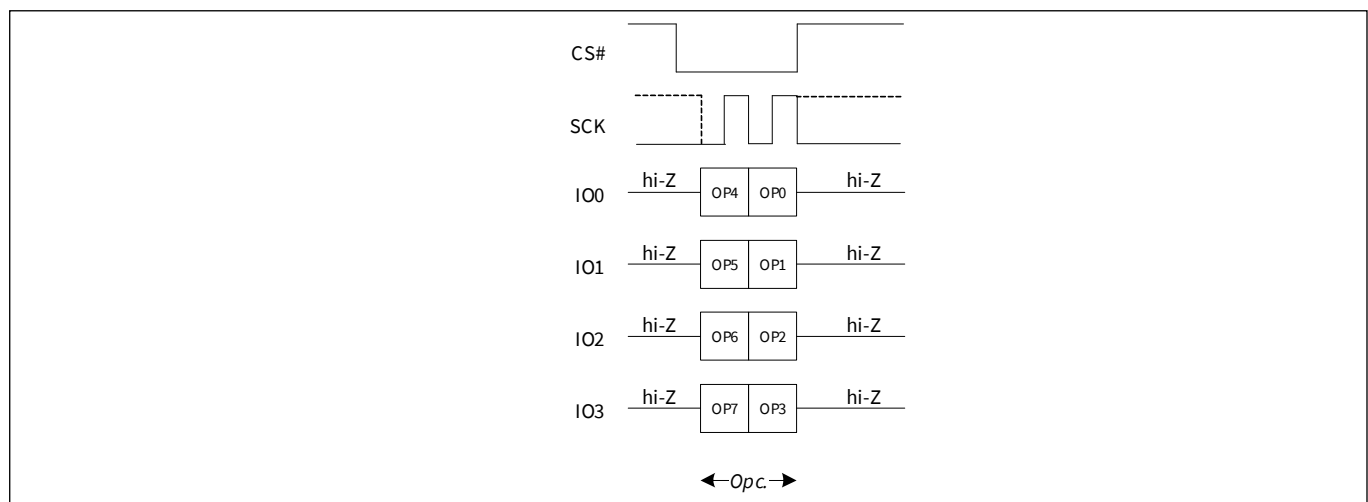 CS#
SCK
hi-Z hi-Z
IO0 OP4 OP0
hi-Z hi-Z
IO1 OP5 OP1
hi-Z hi-Z
IO2 OP6 OP2
hi-Z hi-Z
IO3 OP7 OP3
Opc.